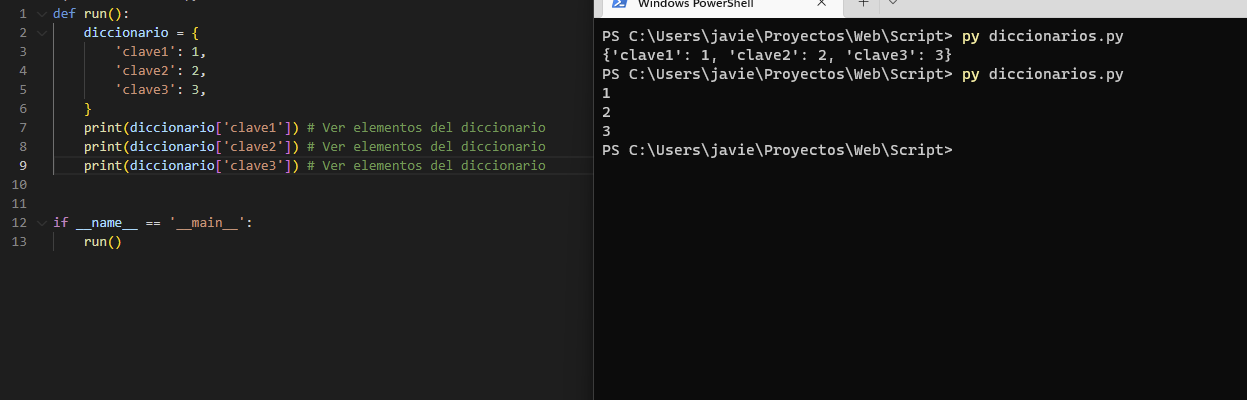 1 def run():
2 diccionario = {
3 'clave1': 1,
4 'clave2': 2,
5 'clave3': 3,
6 }
7 print(diccionario['clave1']) # Ver elementos del diccionario
8 print(diccionario['clave2']) # Ver elementos del diccionario
9 print(diccionario['clave3']) # Ver elementos del diccionario
10
11
12 if __name__ == '__main__':
13 run()
Windows PowerShell
PS C:\Users\javie\Proyectos\Web\Script> py diccionarios.py
{'clave1': 1, 'clave2': 2, 'clave3': 3}
PS C:\Users\javie\Proyectos\Web\Script> py diccionarios.py
1
2
3
PS C:\Users\javie\Proyectos\Web\Script>